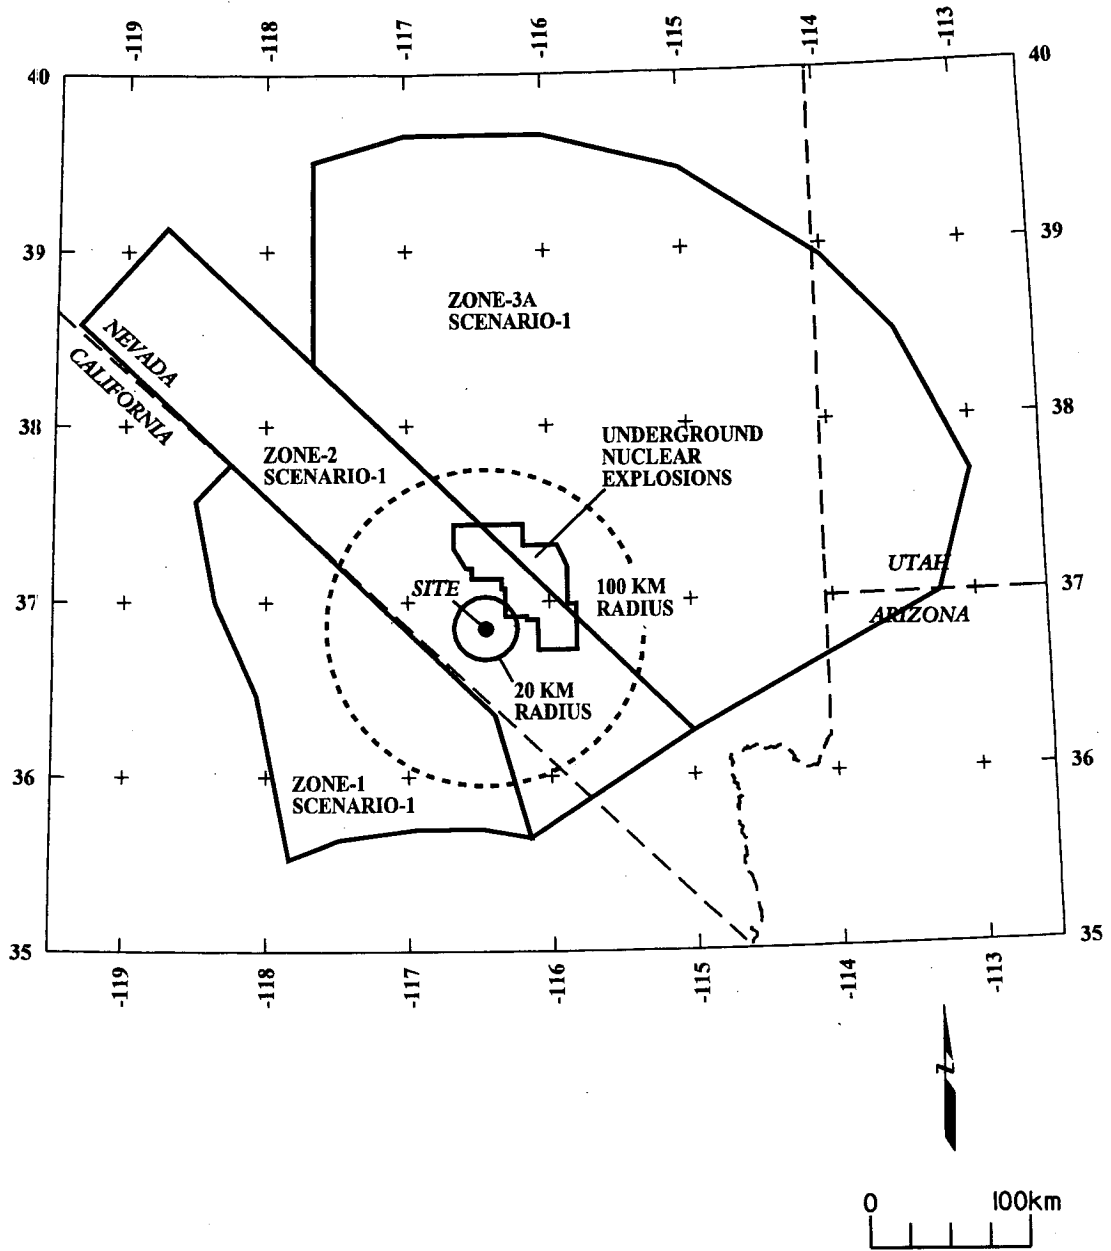 -119 -118 -117 -116 -115 -114 -113
40 40
39 39
ZONE-3A
SCENARIO-1
NEVADA
CALIFORNIA
38 38
UNDERGROUND
NUCLEAR
EXPLOSIONS
ZONE-2
SCENARIO-1
UTAH
37 37
SITE
100 KM
RADIUS
ARIZONA
20 KM
RADIUS
36 36
ZONE-1
SCENARIO-1
35 35
-119 -118 -117 -116 -115 -114 -113
N
0 100km